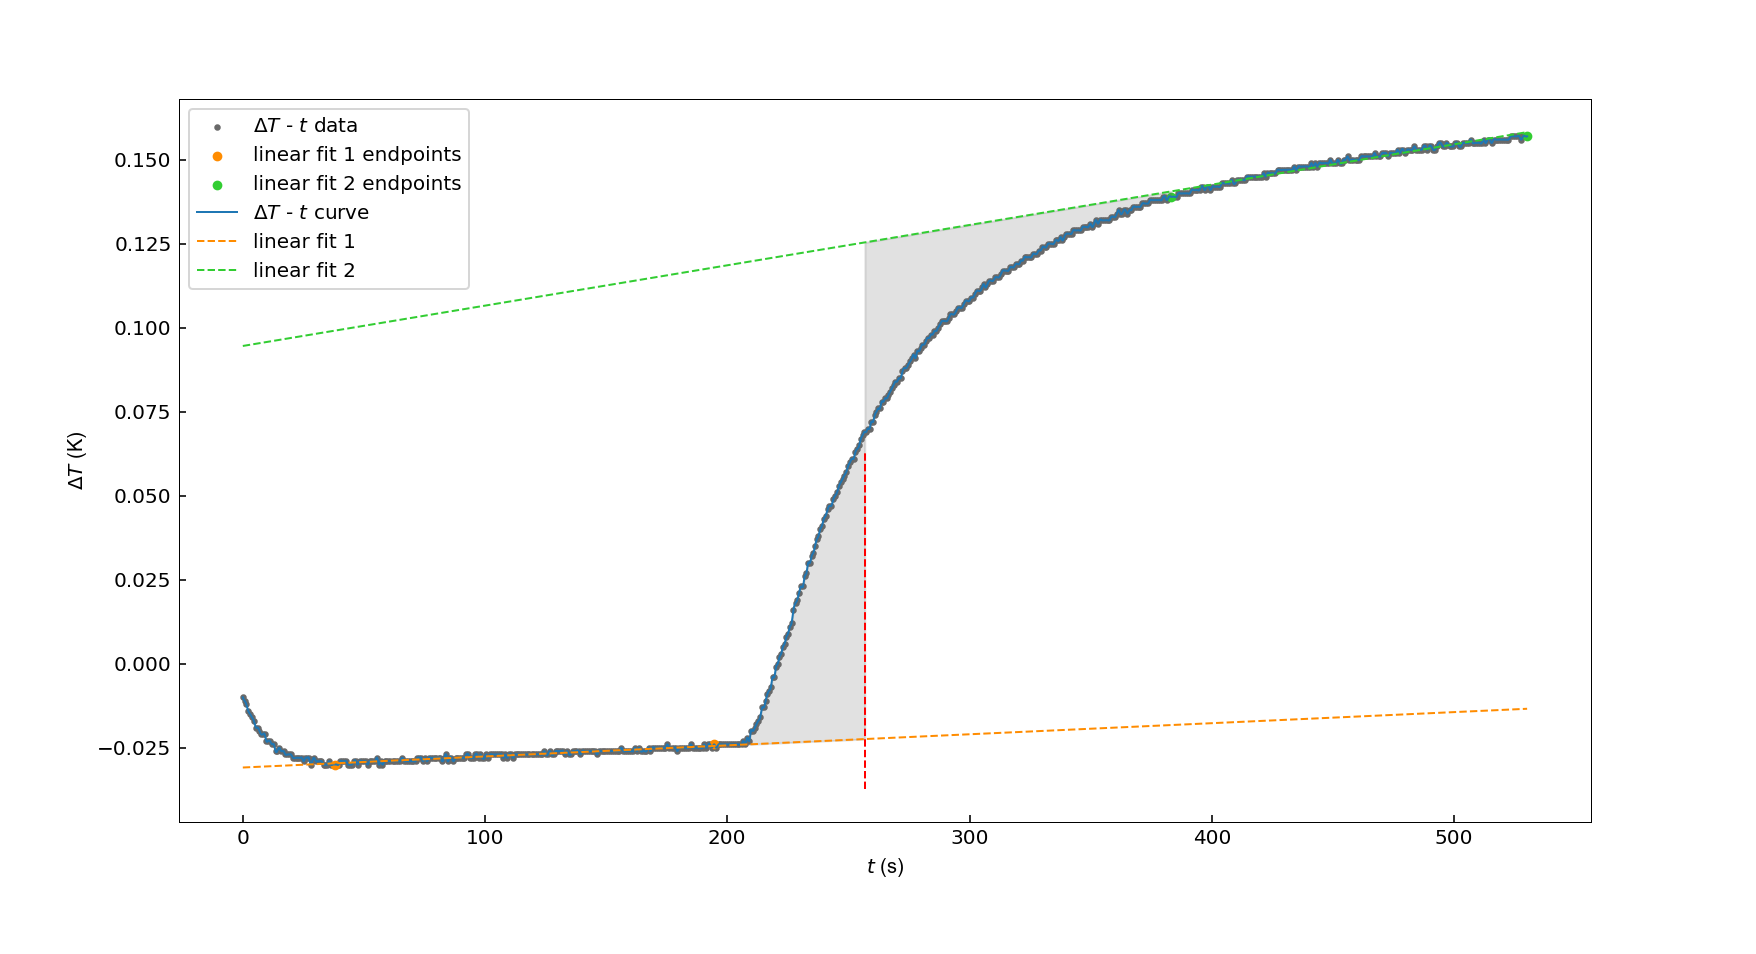 ΔT - t data
linear fit 1 endpoints
linear fit 2 endpoints
ΔT - t curve
linear fit 1
linear fit 2
0.150
0.125
0.100
0.075
0.050
0.025
0.000
−0.025
ΔT (K)
0 100 200 300 400 500
t (s)